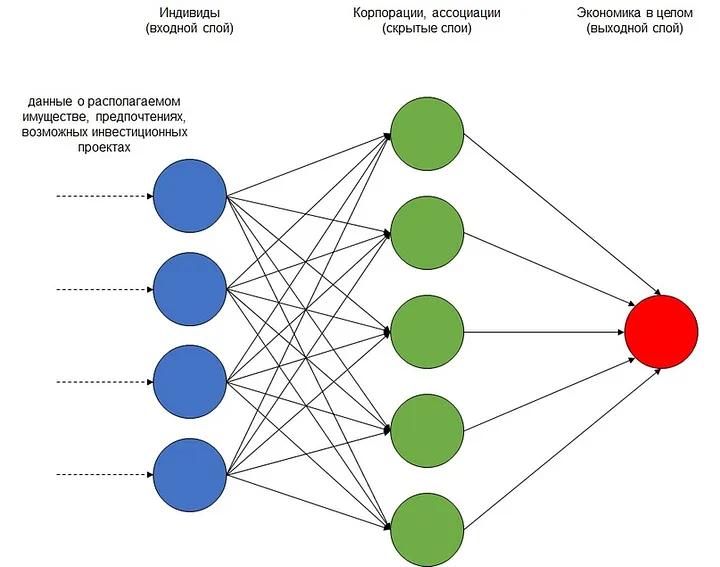 Индивиды
(входной слой)
Корпорации, ассоциации
(скрытые слои)
Экономика в целом
(выходной слой)
данные о располагаемом
имуществе, предпочтениях,
возможных инвестиционных
проектах